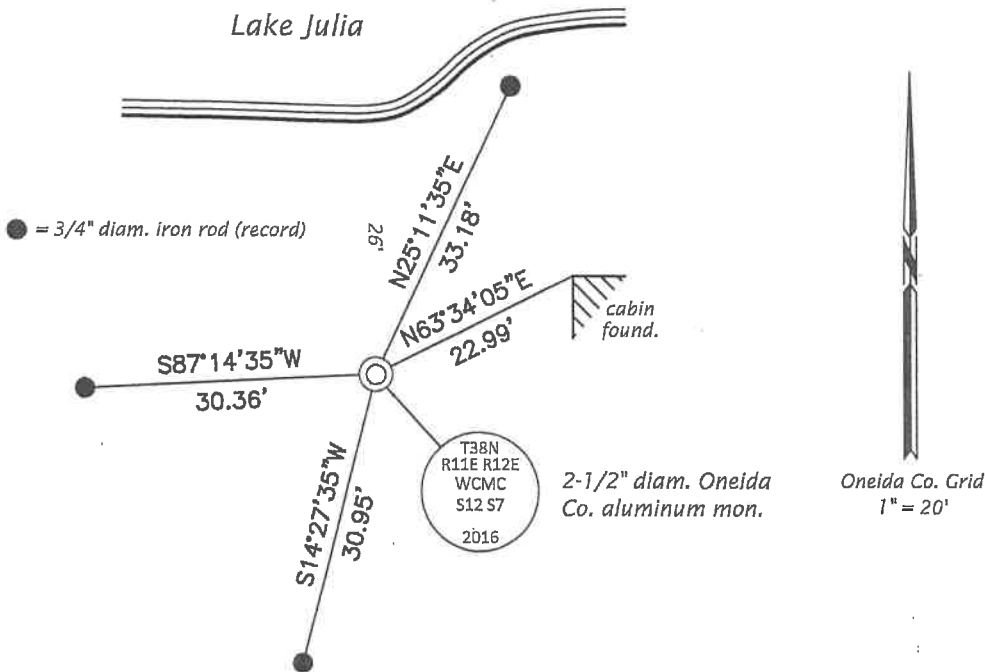 Lake Julia
N25°11'35"E
33.18'
26'
● = 3/4" diam. iron rod (record)
N63°34'05"E
22.99'
cabin
found.
S87°14'35"W
30.36'
S14°27'35"W
30.95'
T38N
R11E R12E
WCMC
S12 S7
2016
2-1/2" diam. Oneida
Co. aluminum mon.
N
Oneida Co. Grid
1" = 20'